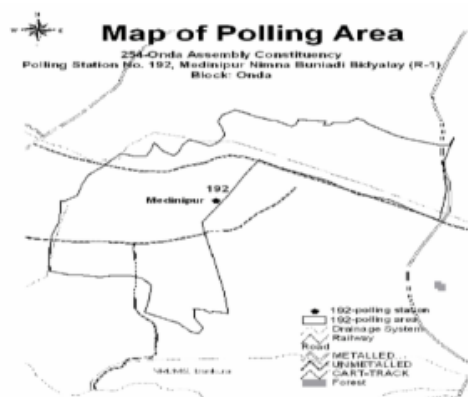 N
W E
S
Map of Polling Area
254-Onda Assembly Constituency
Polling Station No. 192, Medinipur Nimna Buniadi Bidyalay (R-1)
Block: Onda
192
Medinipur
192-polling station
192-polling area
Drainage System
Railway
Road
METALLED
UNMETALLED
CART-TRACK
Forest
bankura